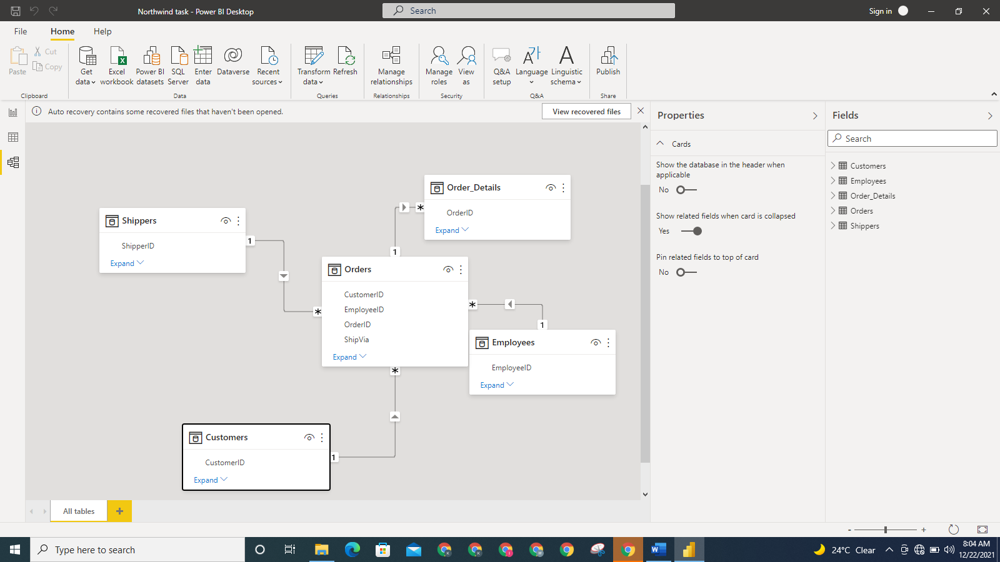 Northwind task - Power BI Desktop
Search
Sign in
File
Home
Help
Paste
Cut
Copy
Clipboard
Get data
Excel workbook
Power BI datasets
SQL Server
Enter data
Dataverse
Recent sources
Data
Transform data
Refresh
Queries
Manage relationships
Relationships
Manage roles
View as
Security
Q&A setup
Language
Linguistic schema
Q&A
Publish
Share
Auto recovery contains some recovered files that haven't been opened.
View recovered files
Shippers
ShipperID
Expand
1
*
Order_Details
OrderID
Expand
*
1
Orders
CustomerID
EmployeeID
OrderID
ShipVia
Expand
*
1
Employees
EmployeeID
Expand
*
Customers
CustomerID
Expand
1
All tables
+
Properties
Cards
Show the database in the header when
applicable
No
Show related fields when card is collapsed
Yes
Pin related fields to top of card
No
Fields
Search
Customers
Employees
Order_Details
Orders
Shippers
- +
Type here to search
24°C Clear
8:04 AM
12/22/2021